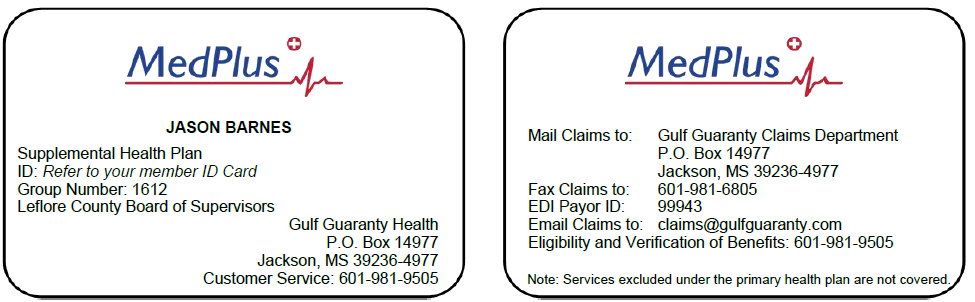 MedPlus
JASON BARNES
Supplemental Health Plan
ID: Refer to your member ID Card
Group Number: 1612
Leflore County Board of Supervisors
Gulf Guaranty Health
P.O. Box 14977
Jackson, MS 39236-4977
Customer Service: 601-981-9505
MedPlus
Mail Claims to: Gulf Guaranty Claims Department
P.O. Box 14977
Jackson, MS 39236-4977
Fax Claims to: 601-981-6805
EDI Payor ID: 99943
Email Claims to: claims@gulfguaranty.com
Eligibility and Verification of Benefits: 601-981-9505
Note: Services excluded under the primary health plan are not covered.